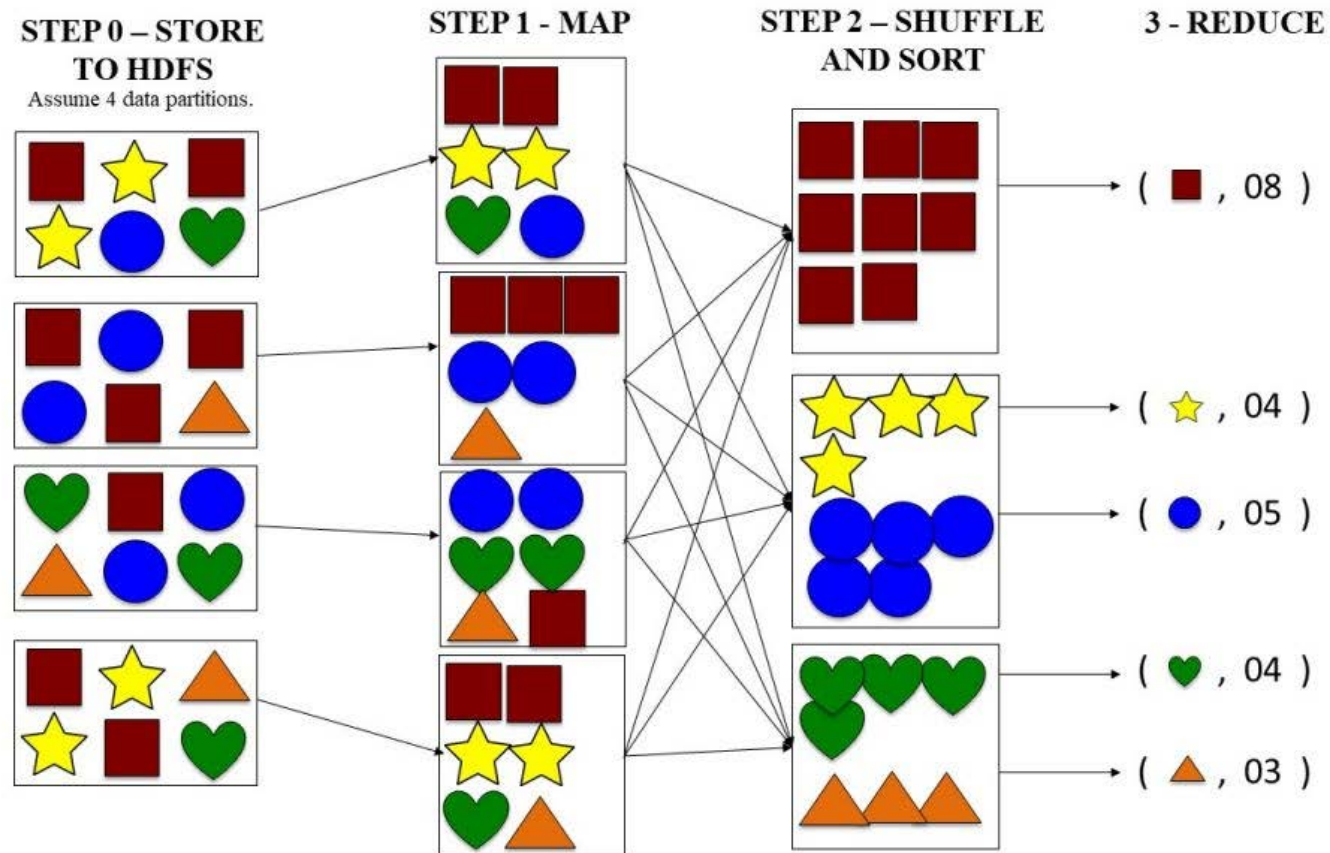 STEP 0 – STORE
TO HDFS
Assume 4 data partitions.
STEP 1 - MAP
STEP 2 – SHUFFLE
AND SORT
3 - REDUCE
( , 08 )
( , 04 )
( , 05 )
( , 04 )
( , 03 )